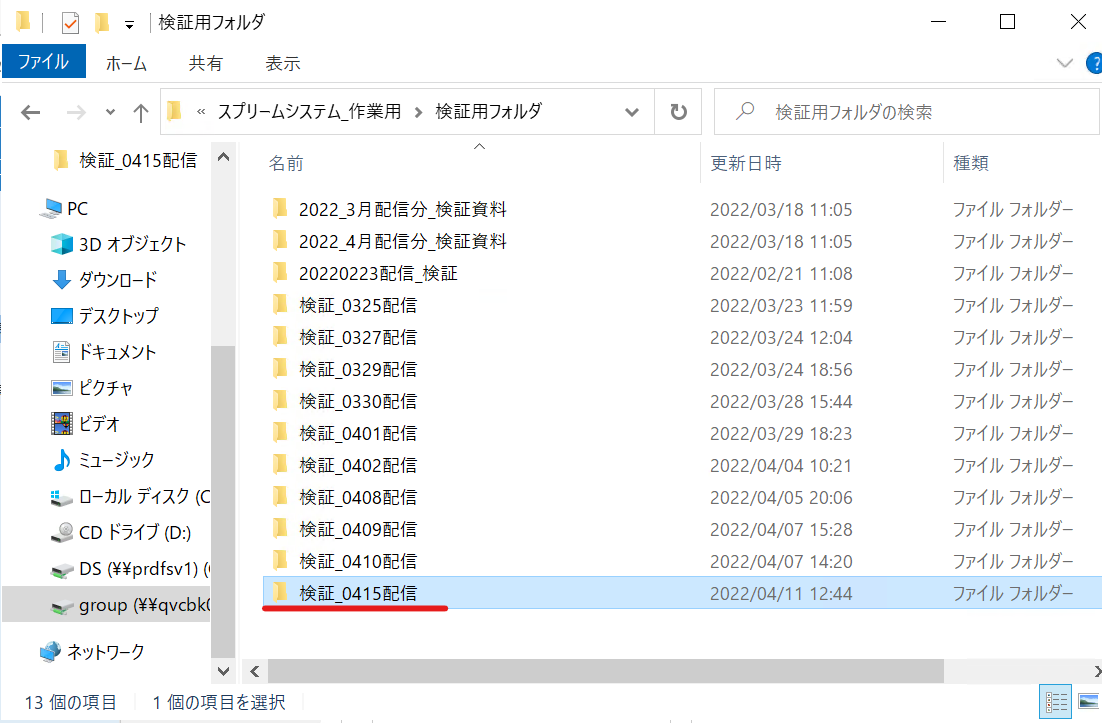 検証用フォルダ
ファイル ホーム 共有 表示
« スプリームシステム_作業用 › 検証用フォルダ 検証用フォルダの検索
名前 更新日時 種類
検証_0415配信
PC
3D オブジェクト
ダウンロード
デスクトップ
ドキュメント
ピクチャ
ビデオ
ミュージック
ローカル ディスク (C
CD ドライブ (D:)
DS (¥¥prdfsv1) (
group (¥¥qvcbk
ネットワーク
2022_3月配信分_検証資料 2022/03/18 11:05 ファイル フォルダー
2022_4月配信分_検証資料 2022/03/18 11:05 ファイル フォルダー
20220223配信_検証 2022/02/21 11:08 ファイル フォルダー
検証_0325配信 2022/03/23 11:59 ファイル フォルダー
検証_0327配信 2022/03/24 12:04 ファイル フォルダー
検証_0329配信 2022/03/24 18:56 ファイル フォルダー
検証_0330配信 2022/03/28 15:44 ファイル フォルダー
検証_0401配信 2022/03/29 18:23 ファイル フォルダー
検証_0402配信 2022/04/04 10:21 ファイル フォルダー
検証_0408配信 2022/04/05 20:06 ファイル フォルダー
検証_0409配信 2022/04/07 15:28 ファイル フォルダー
検証_0410配信 2022/04/07 14:20 ファイル フォルダー
検証_0415配信 2022/04/11 12:44 ファイル フォルダー
13 個の項目 1 個の項目を選択